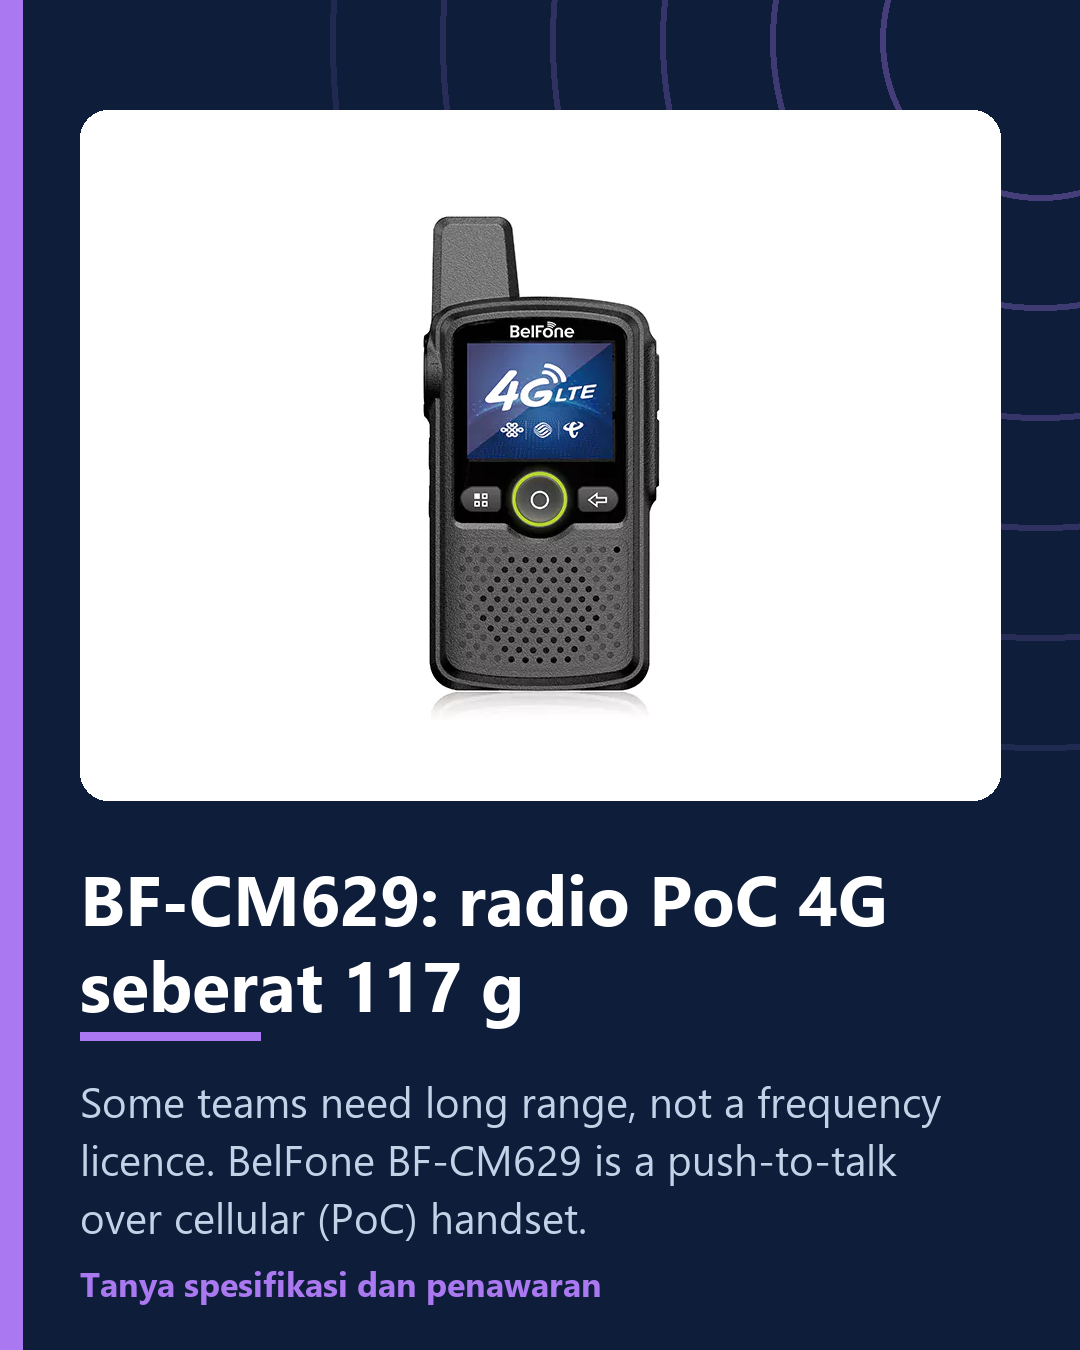 BelFone
4G LTE
BF-CM629: radio PoC 4G
seberat 117 g
Some teams need long range, not a frequency
licence. BelFone BF-CM629 is a push-to-talk
over cellular (PoC) handset.
Tanya spesifikasi dan penawaran